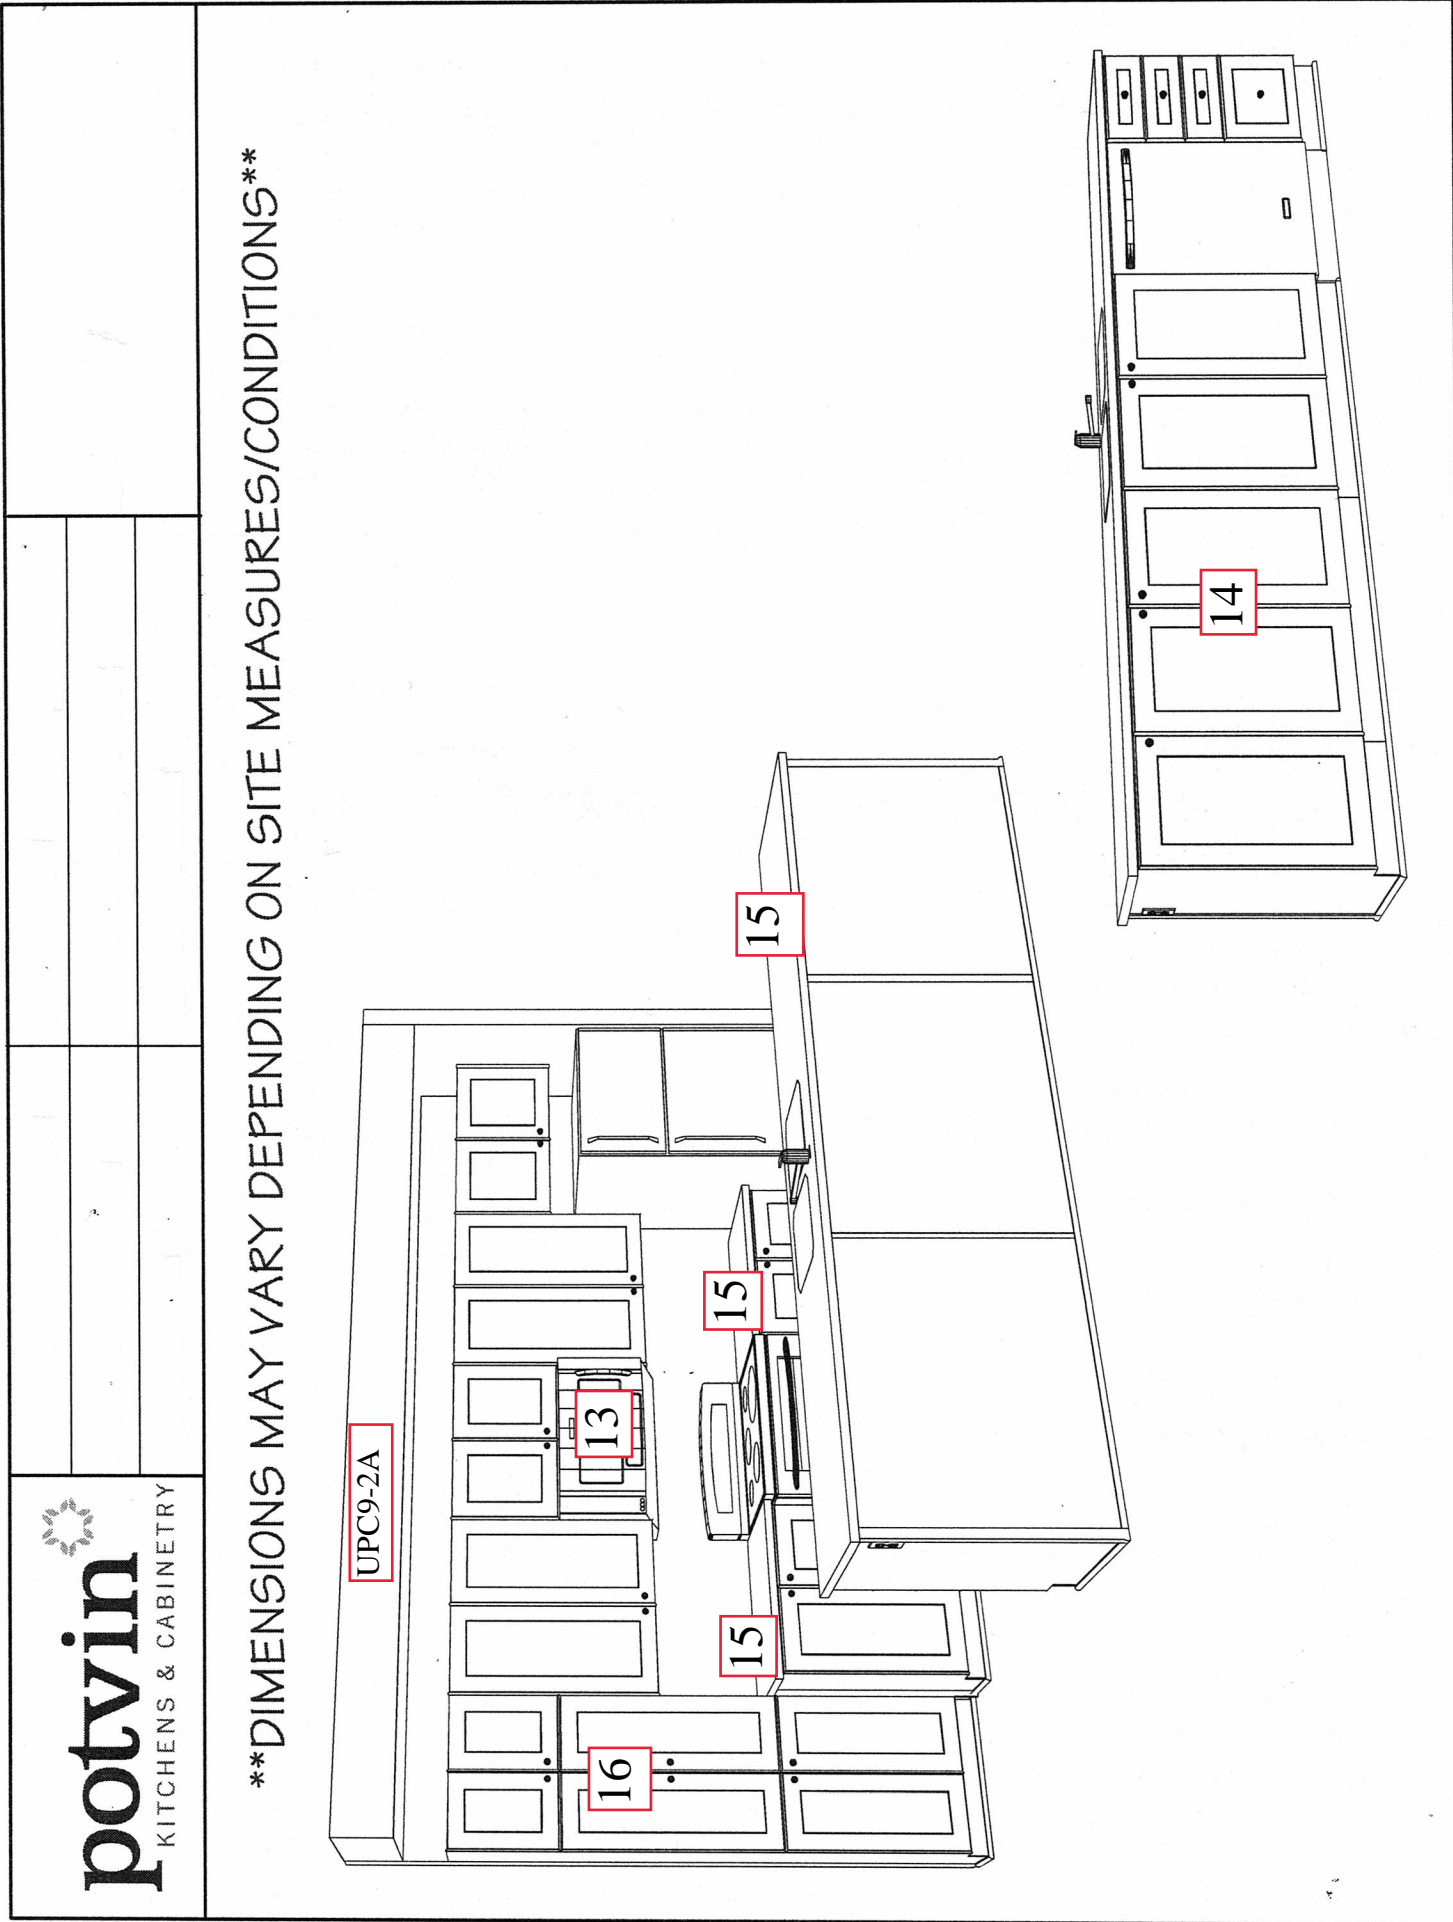 potvin
KITCHENS & CABINETRY
**DIMENSIONS MAY VARY DEPENDING ON SITE MEASURES/CONDITIONS**
UPC9-2A
16
13
15
15
15
14